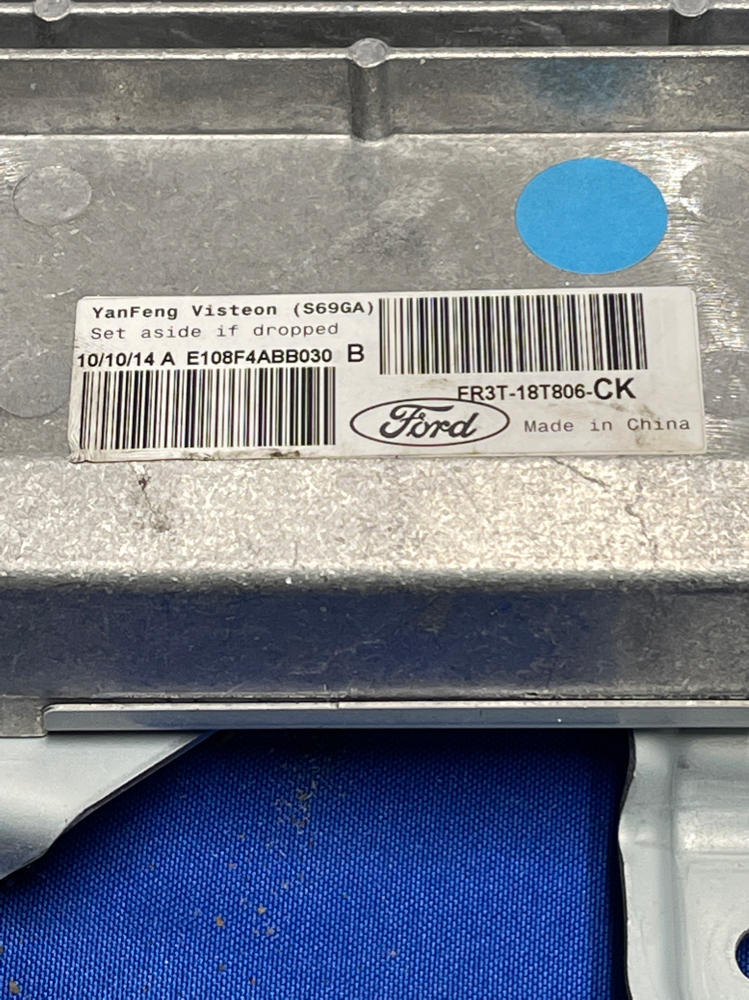 YanFeng Visteon (S69GA)
Set aside if dropped
10/10/14 A E108F4ABB030 B
FR3T-18T806-CK
Ford
Made in China